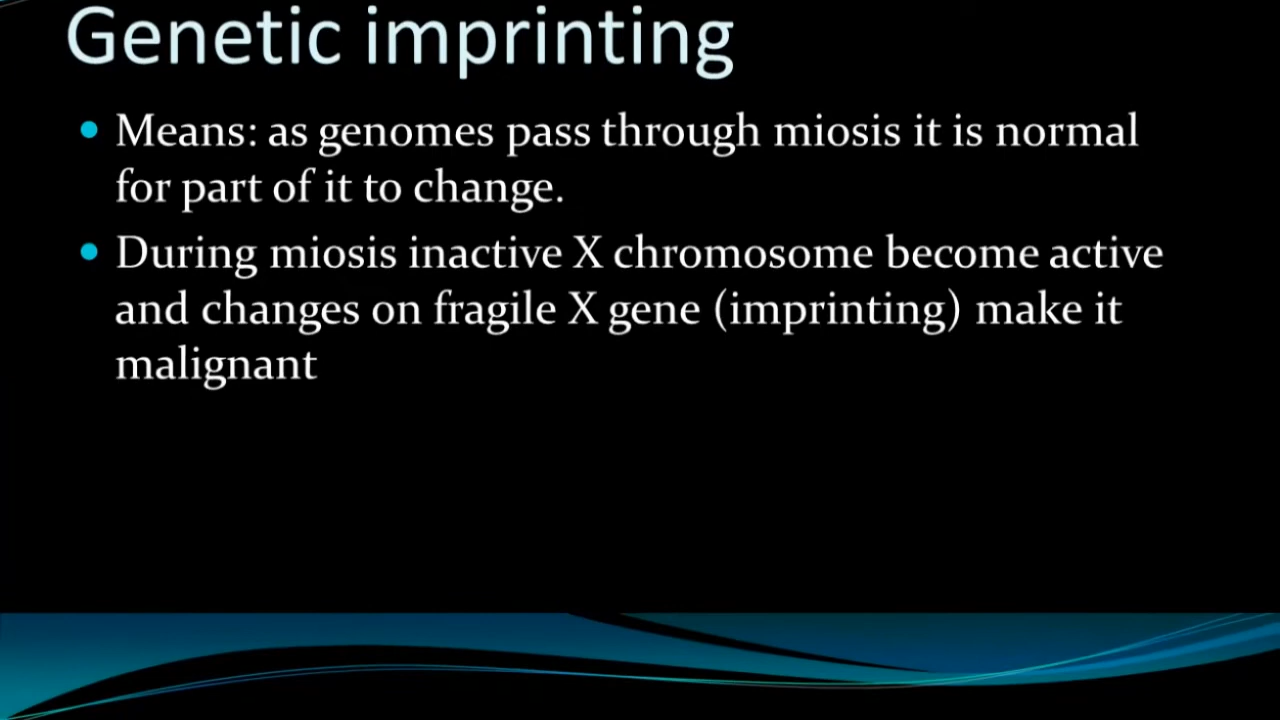 Genetic imprinting
• Means: as genomes pass through miosis it is normal
for part of it to change.
• During miosis inactive X chromosome become active
and changes on fragile X gene (imprinting) make it
malignant